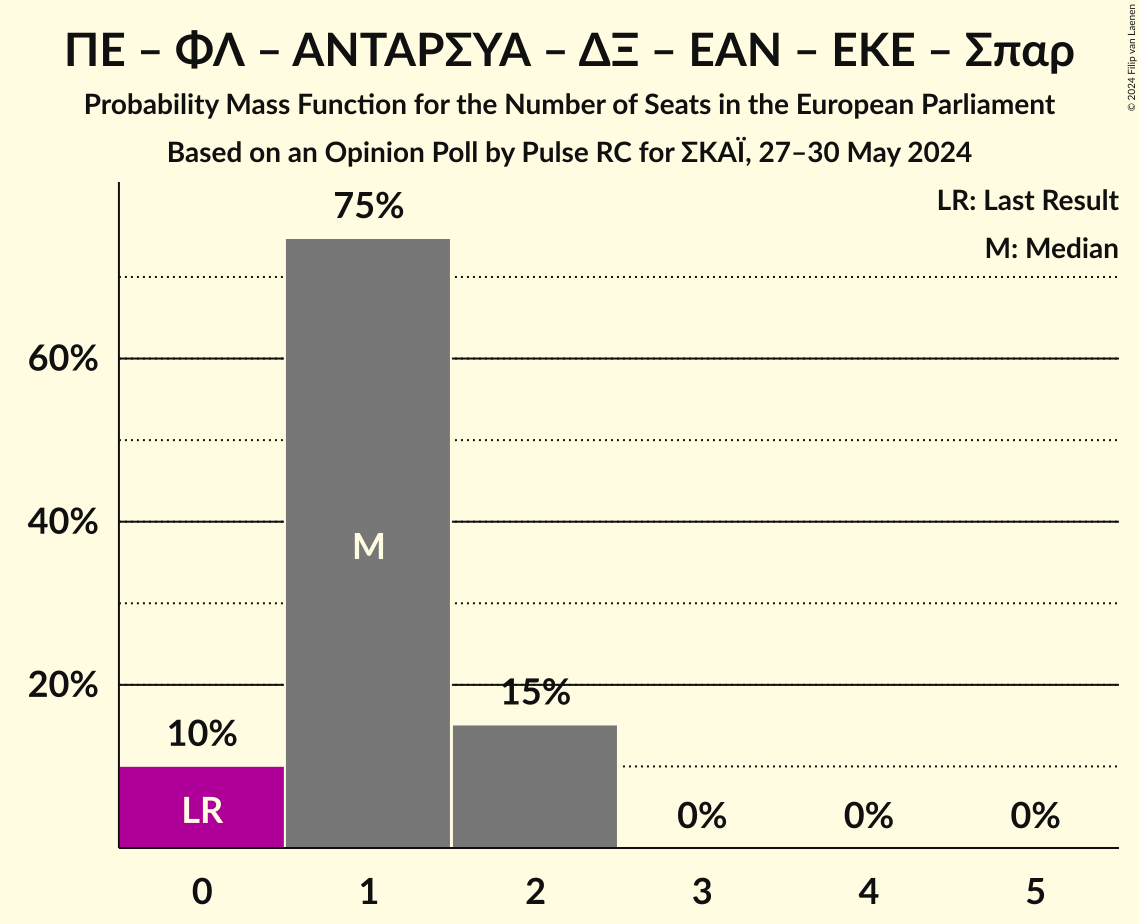 ΠΕ – ΦΛ – ΑΝΤΑΡΣΥΑ – ΔΞ – ΕΑΝ – ΕΚΕ – Σπαρ
Probability Mass Function for the Number of Seats in the European Parliament
Based on an Opinion Poll by Pulse RC for ΣΚΑΪ, 27–30 May 2024
© 2024 Filip van Laenen
LR: Last Result
M: Median
75%
60%
40%
M
20%
15%
10%
LR
0%
0%
0%
0
1
2
3
4
5